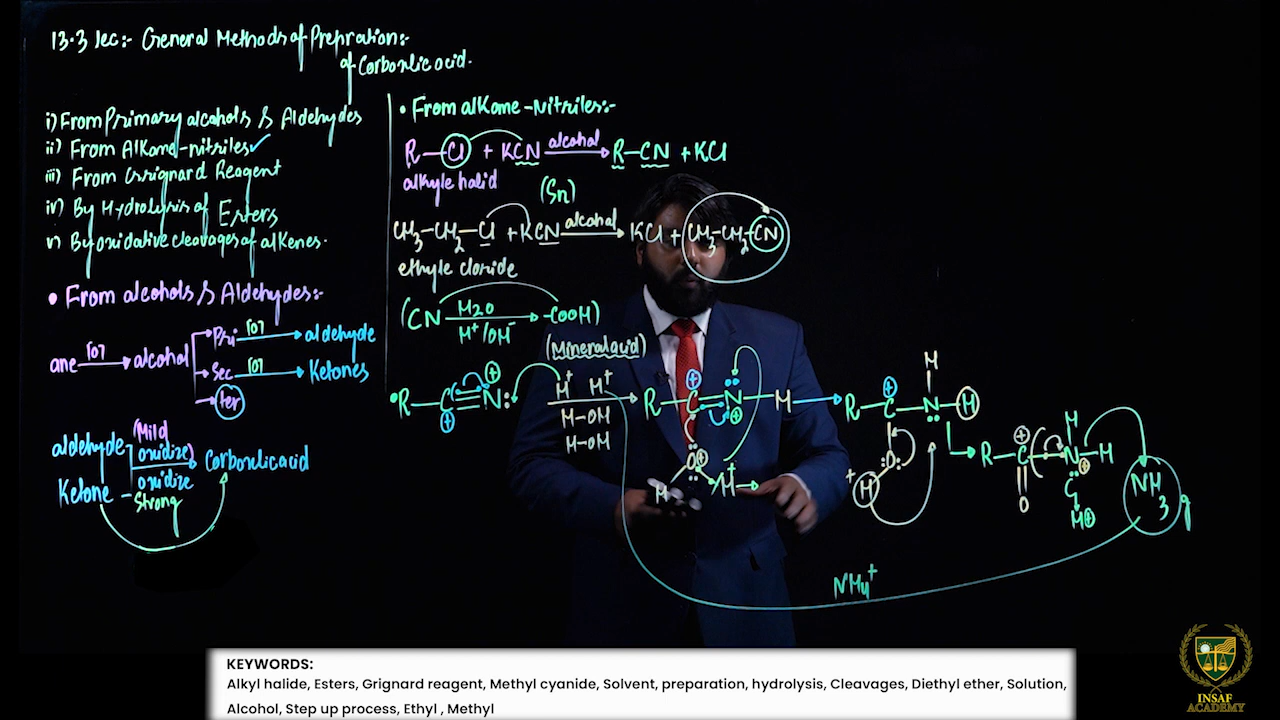 13.3 lec:- General Methods of Prepration:-
of Carboxlic acid.
i) From Primary alcohols & Aldehydes
ii) From Alkane-nitriles ✓
iii) From Grignard Reagent
iv) By Hydrolysis of Esters
v) By oxidative cleavages of alkenes.
• From alcohols & Aldehydes:-
ane [O] → alcohol
Pri [O] → aldehyde
Sec [O] → Ketones
ter
aldehyde (Mild oxidize)
Ketone - oxidize Strong
Carboxlic acid
• From alkane-Nitriles:-
R-Cl + KCN alcohol → R-CN + KCl
alkyle halid
(Sn)
CH3-CH2-Cl + KCN alcohal → KCl + CH3-CH2 CN
ethyle cloride
(CN H2O H+/OH- → -COOH)
(Mineral acid)
•R-C≡N: H+ H+ → R-C=N-H → R-C-N-H
H-OH
H-OH
R-C-N-H
NH3 g
NH4+
KEYWORDS:
Alkyl halide, Esters, Grignard reagent, Methyl cyanide, Solvent, preparation, hydrolysis, Cleavages, Diethyl ether, Solution,
Alcohol, Step up process, Ethyl , Methyl
INSAF
ACADEMY